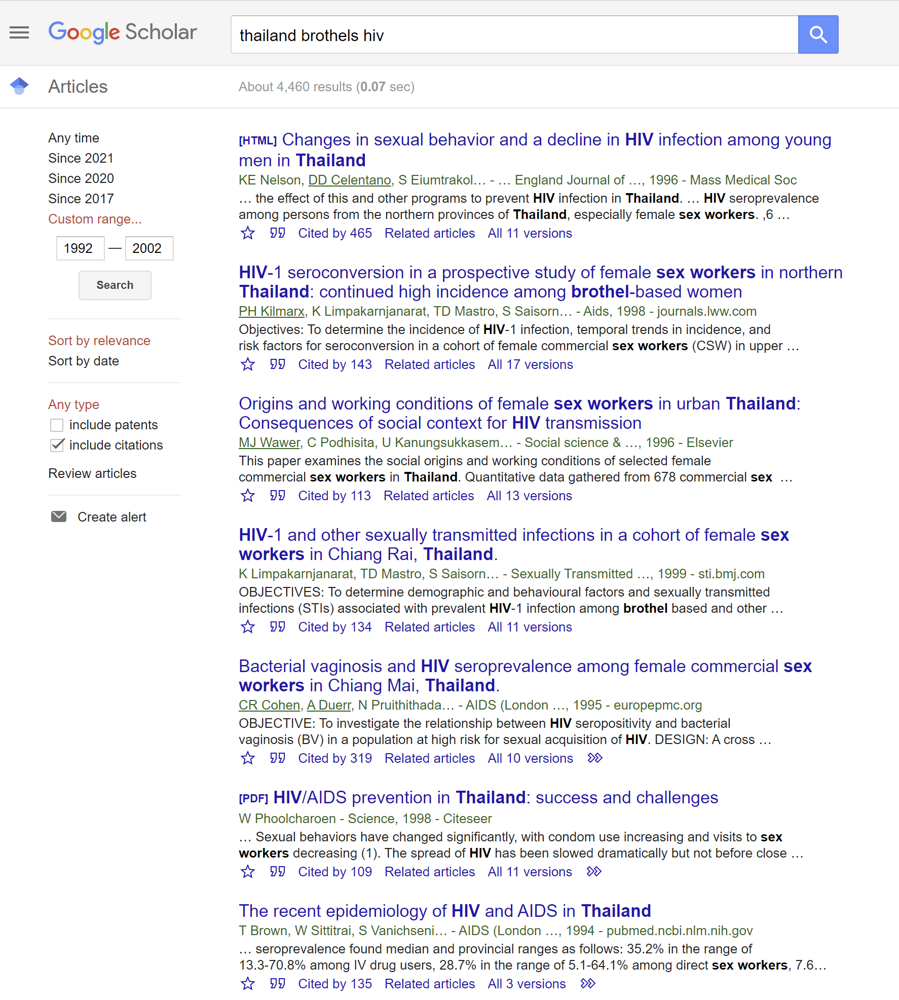 Google Scholar
thailand brothels hiv
Articles
About 4,460 results (0.07 sec)
Any time
Since 2021
Since 2020
Since 2017
Custom range...
1992 — 2002
Search
Sort by relevance
Sort by date
Any type
include patents
include citations
Review articles
Create alert
[HTML] Changes in sexual behavior and a decline in HIV infection among young
men in Thailand
KE Nelson, DD Celentano, S Eiumtrakol… - … England Journal of …, 1996 - Mass Medical Soc
… the effect of this and other programs to prevent HIV infection in Thailand. … HIV seroprevalence
among persons from the northern provinces of Thailand, especially female sex workers. ,6 …
Cited by 465 Related articles All 11 versions
HIV-1 seroconversion in a prospective study of female sex workers in northern
Thailand: continued high incidence among brothel-based women
PH Kilmarx, K Limpakarnjanarat, TD Mastro, S Saisorn… - Aids, 1998 - journals.lww.com
Objectives: To determine the incidence of HIV-1 infection, temporal trends in incidence, and
risk factors for seroconversion in a cohort of female commercial sex workers (CSW) in upper …
Cited by 143 Related articles All 17 versions
Origins and working conditions of female sex workers in urban Thailand:
Consequences of social context for HIV transmission
MJ Wawer, C Podhisita, U Kanungsukkasem… - Social science & …, 1996 - Elsevier
This paper examines the social origins and working conditions of selected female
commercial sex workers in Thailand. Quantitative data gathered from 678 commercial sex …
Cited by 113 Related articles All 13 versions
HIV-1 and other sexually transmitted infections in a cohort of female sex
workers in Chiang Rai, Thailand.
K Limpakarnjanarat, TD Mastro, S Saisorn… - Sexually Transmitted …, 1999 - sti.bmj.com
OBJECTIVES: To determine demographic and behavioural factors and sexually transmitted
infections (STIs) associated with prevalent HIV-1 infection among brothel based and other …
Cited by 134 Related articles All 11 versions
Bacterial vaginosis and HIV seroprevalence among female commercial sex
workers in Chiang Mai, Thailand.
CR Cohen, A Duerr, N Pruithithada… - AIDS (London …, 1995 - europepmc.org
OBJECTIVE: To investigate the relationship between HIV seropositivity and bacterial
vaginosis (BV) in a population at high risk for sexual acquisition of HIV. DESIGN: A cross …
Cited by 319 Related articles All 10 versions
[PDF] HIV/AIDS prevention in Thailand: success and challenges
W Phoolcharoen - Science, 1998 - Citeseer
… Sexual behaviors have changed significantly, with condom use increasing and visits to sex
workers decreasing (1). The spread of HIV has been slowed dramatically but not before close …
Cited by 109 Related articles All 11 versions
The recent epidemiology of HIV and AIDS in Thailand
T Brown, W Sittitrai, S Vanichseni… - AIDS (London …, 1994 - pubmed.ncbi.nlm.nih.gov
… seroprevalence found median and provincial ranges as follows: 35.2% in the range of
13.3-70.8% among IV drug users, 28.7% in the range of 5.1-64.1% among direct sex workers, 7.6…
Cited by 135 Related articles All 3 versions